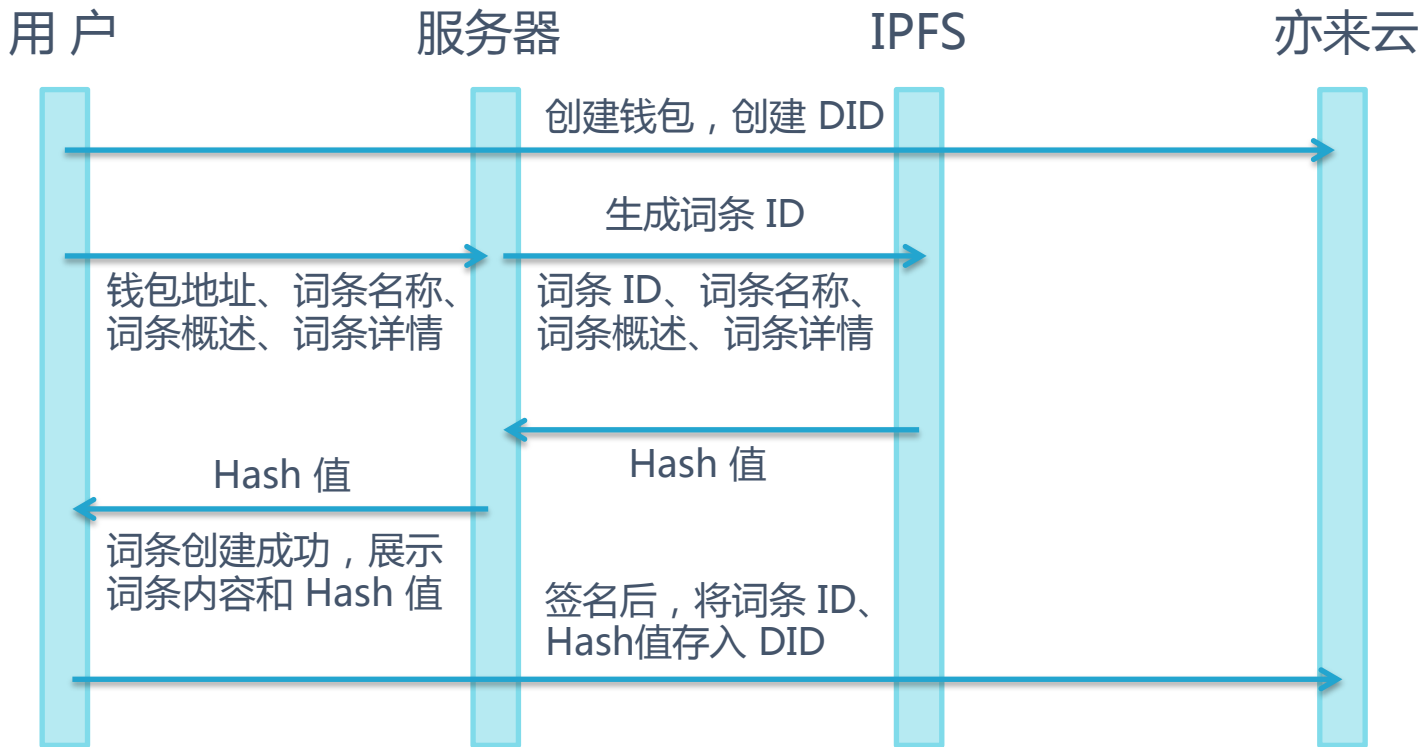 用 户
服务器
IPFS
亦来云
创建钱包，创建 DID
生成词条 ID
钱包地址、词条名称、
词条概述、词条详情
词条 ID、词条名称、
词条概述、词条详情
Hash 值
Hash 值
词条创建成功，展示
词条内容和 Hash 值
签名后，将词条 ID、
Hash值存入 DID